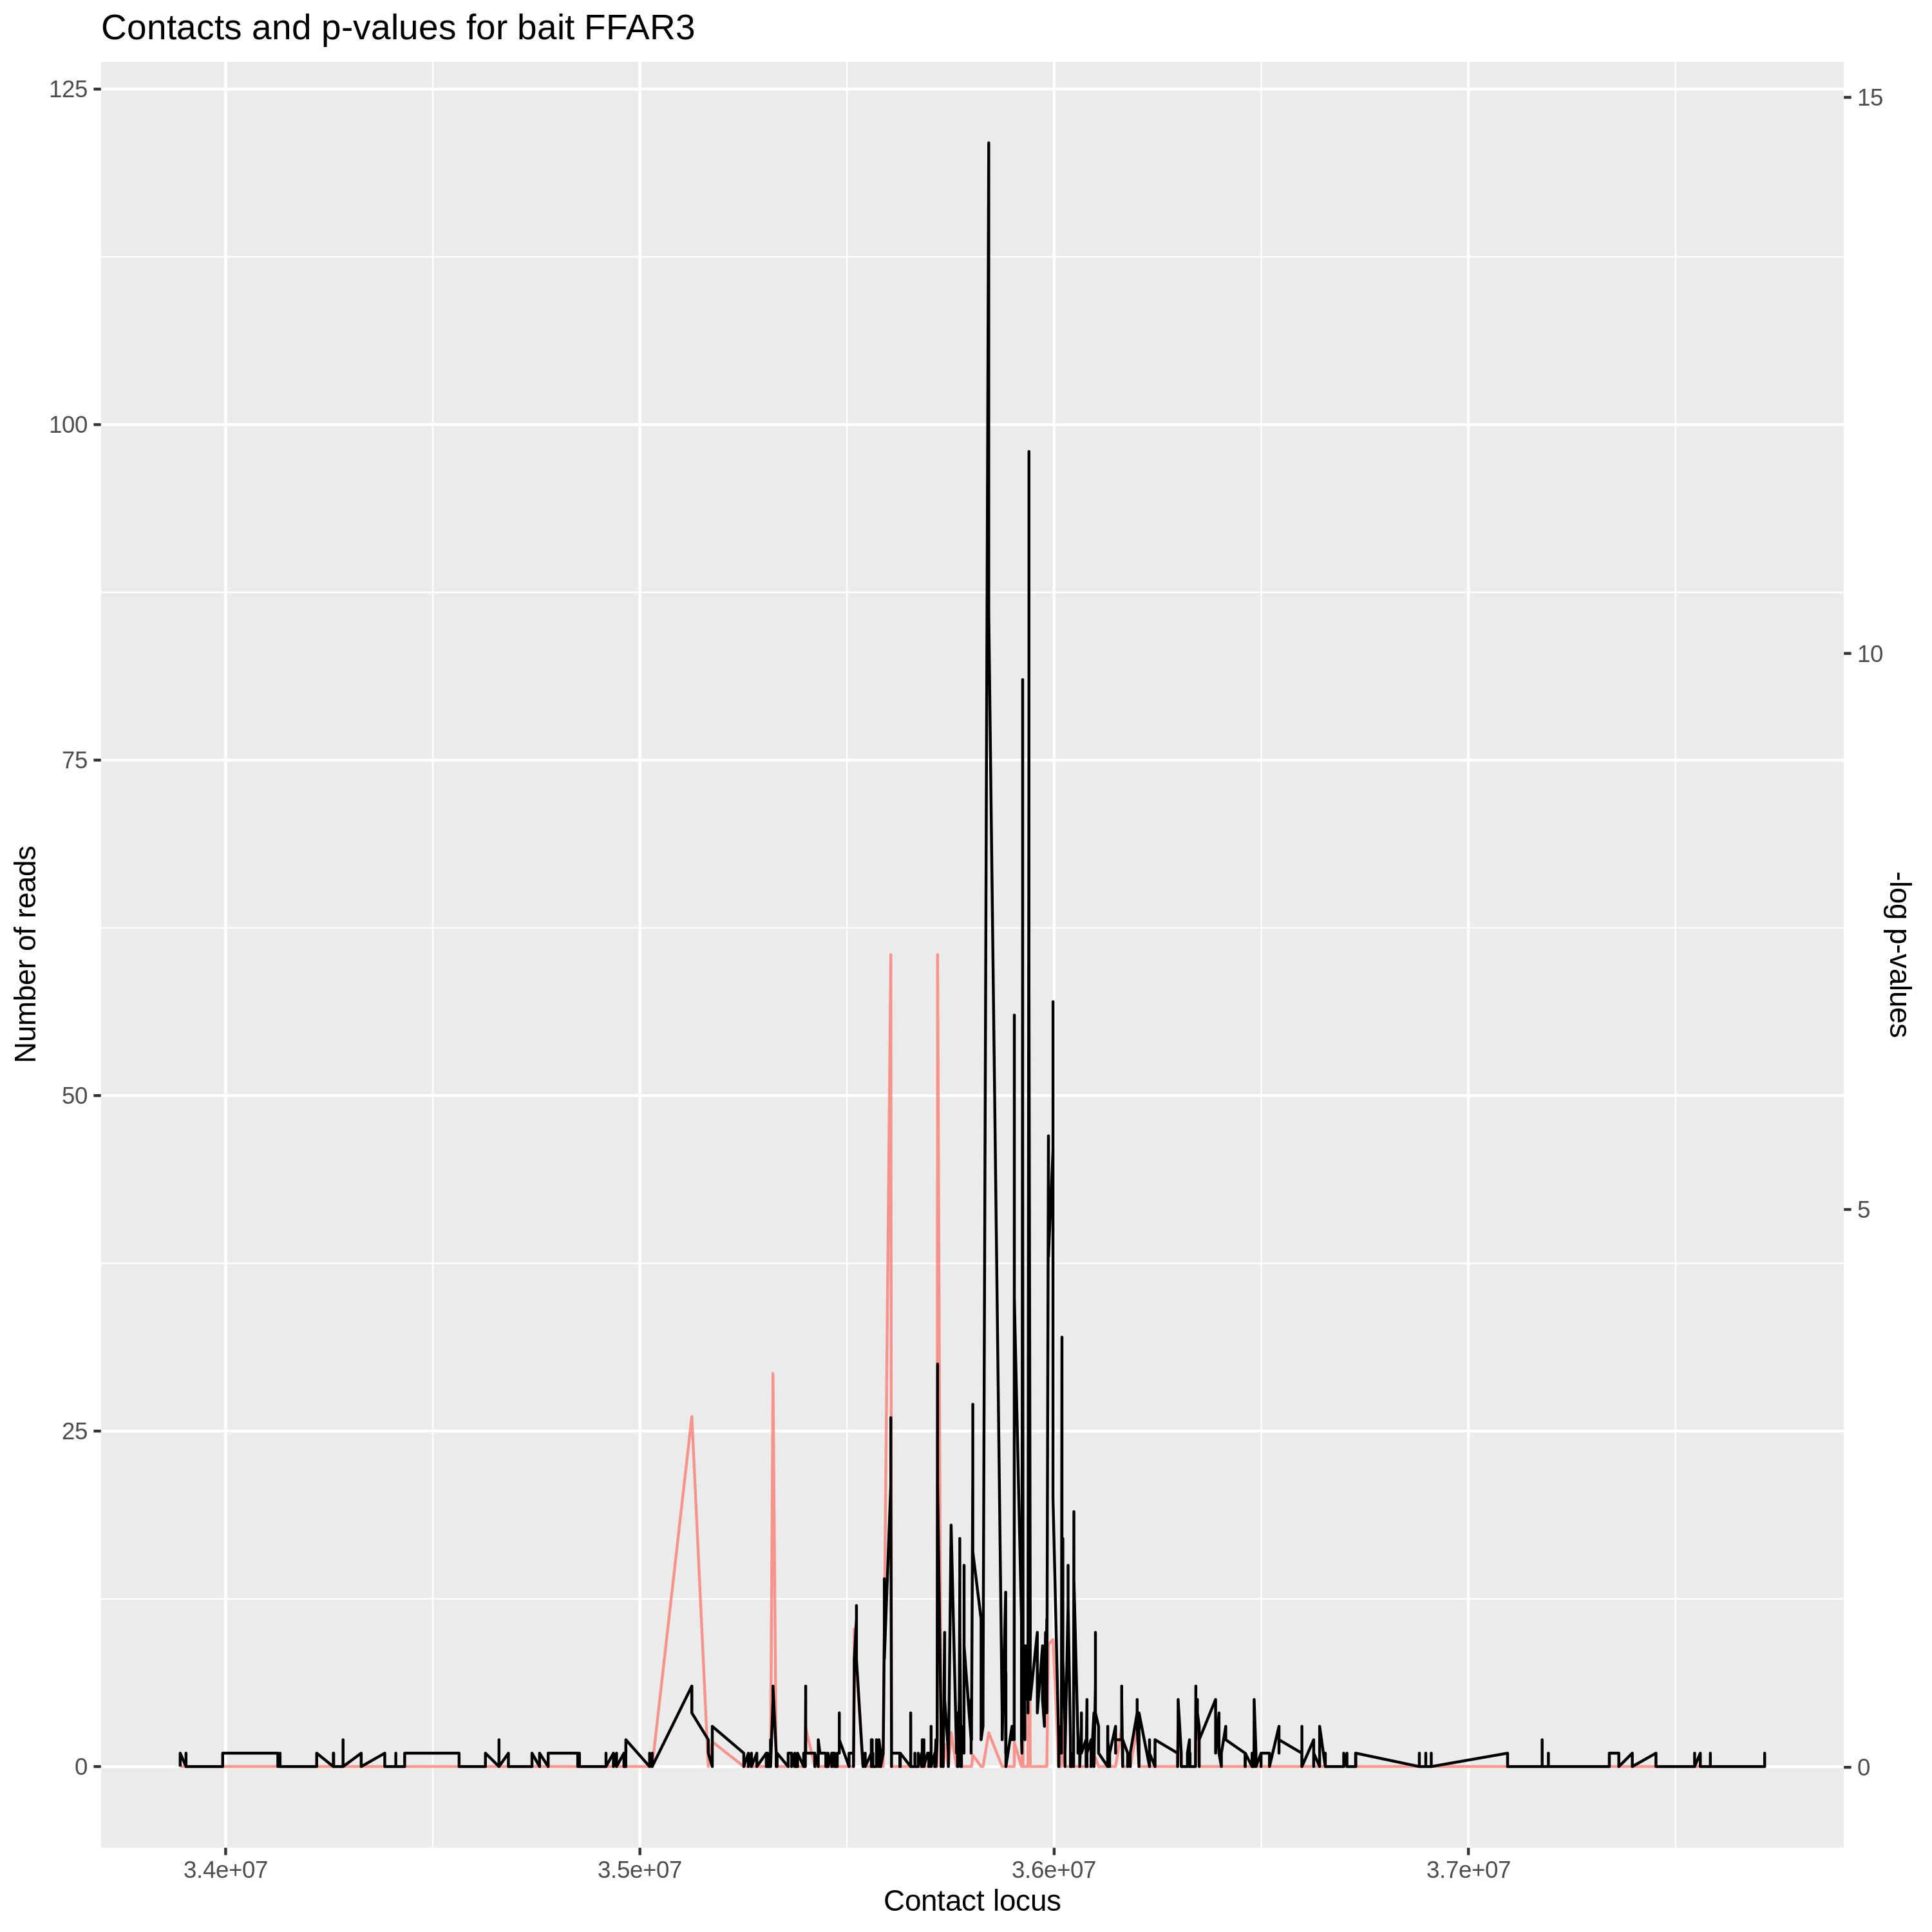 Contacts and p-values for bait FFAR3
125
100
75
50
25
0
Number of reads
15
10
5
0
-log p-values
3.4e+07 3.5e+07 3.6e+07 3.7e+07
Contact locus